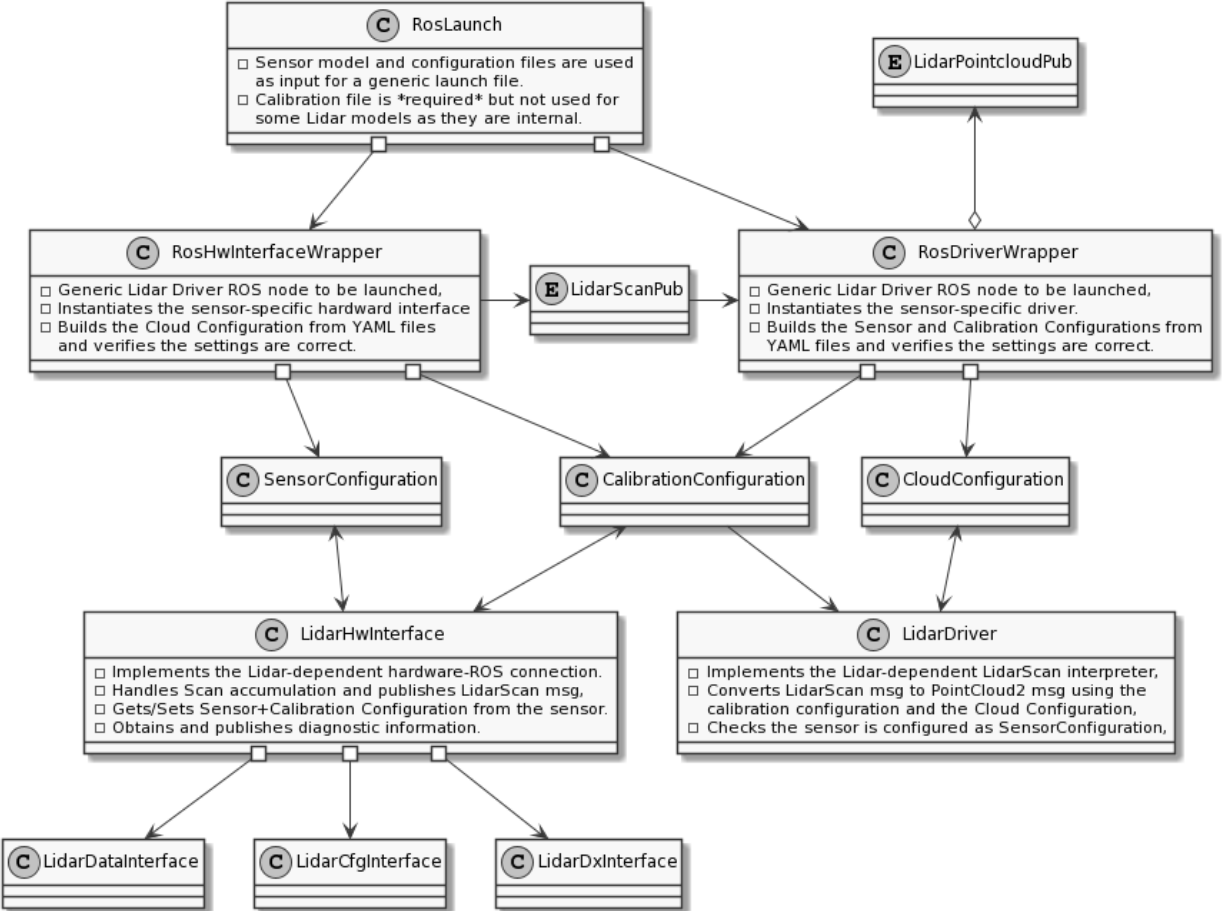 C RosLaunch
Sensor model and configuration files are used
as input for a generic launch file.
Calibration file is *required* but not used for
some Lidar models as they are internal.
E LidarPointcloudPub
C RosHwInterfaceWrapper
Generic Lidar Driver ROS node to be launched,
Instantiates the sensor-specific hardward interface
Builds the Cloud Configuration from YAML files
and verifies the settings are correct.
E LidarScanPub
C RosDriverWrapper
Generic Lidar Driver ROS node to be launched,
Instantiates the sensor-specific driver.
Builds the Sensor and Calibration Configurations from
YAML files and verifies the settings are correct.
C SensorConfiguration
C CalibrationConfiguration
C CloudConfiguration
C LidarHwInterface
Implements the Lidar-dependent hardware-ROS connection.
Handles Scan accumulation and publishes LidarScan msg,
Gets/Sets Sensor+Calibration Configuration from the sensor.
Obtains and publishes diagnostic information.
C LidarDriver
Implements the Lidar-dependent LidarScan interpreter,
Converts LidarScan msg to PointCloud2 msg using the
calibration configuration and the Cloud Configuration,
Checks the sensor is configured as SensorConfiguration,
C LidarDataInterface
C LidarCfgInterface
C LidarDxInterface